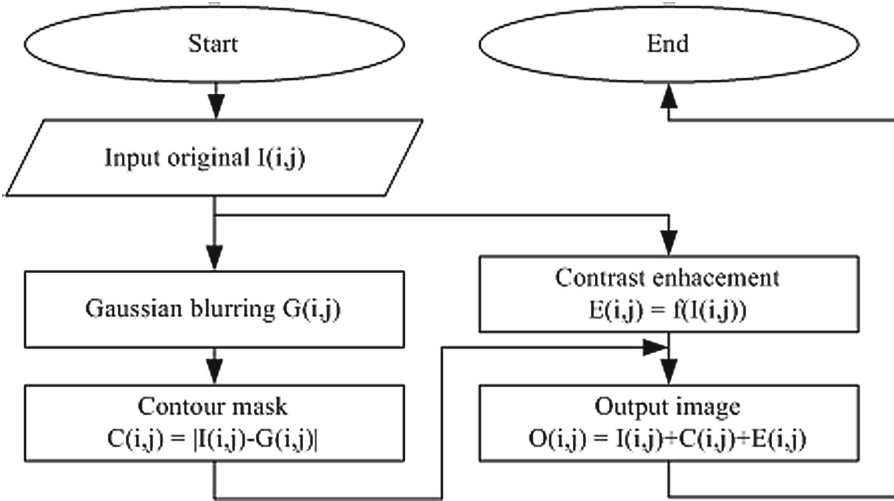 Start
End
Input original I(i,j)
Gaussian blurring G(i,j)
Contrast enhacement
E(i,j) = f(I(i,j))
Contour mask
C(i,j) = |I(i,j)-G(i,j)|
Output image
O(i,j) = I(i,j)+C(i,j)+E(i,j)